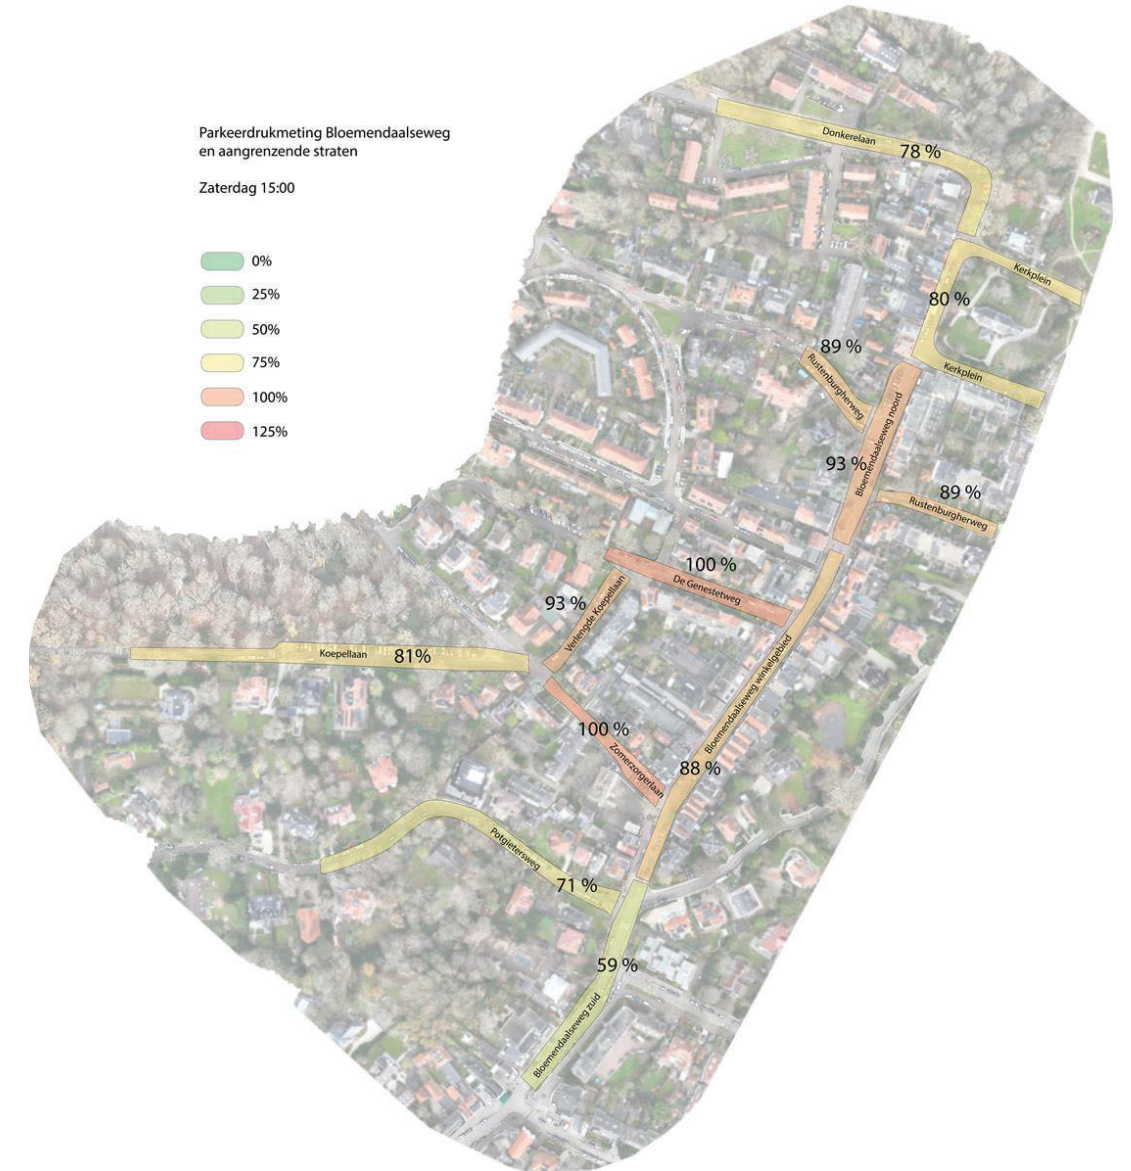 Parkeerdrukmeting Bloemendaalseweg
en aangrenzende straten
Zaterdag 15:00
0%
25%
50%
75%
100%
125%
Donkerelaan
78 %
Kerkplein
80 %
Kerkplein
89 %
Rustenburgherweg
Bloemendaalseweg noord
93 %
89 %
Rustenburgherweg
100 %
De Genestetweg
93 %
Verlengde Koepellaan
Koepellaan
81%
Bloemendaalseweg winkelgebied
100 %
Zomerzorgerlaan
88 %
Potgietersweg
71 %
59 %
Bloemendaalseweg zuid